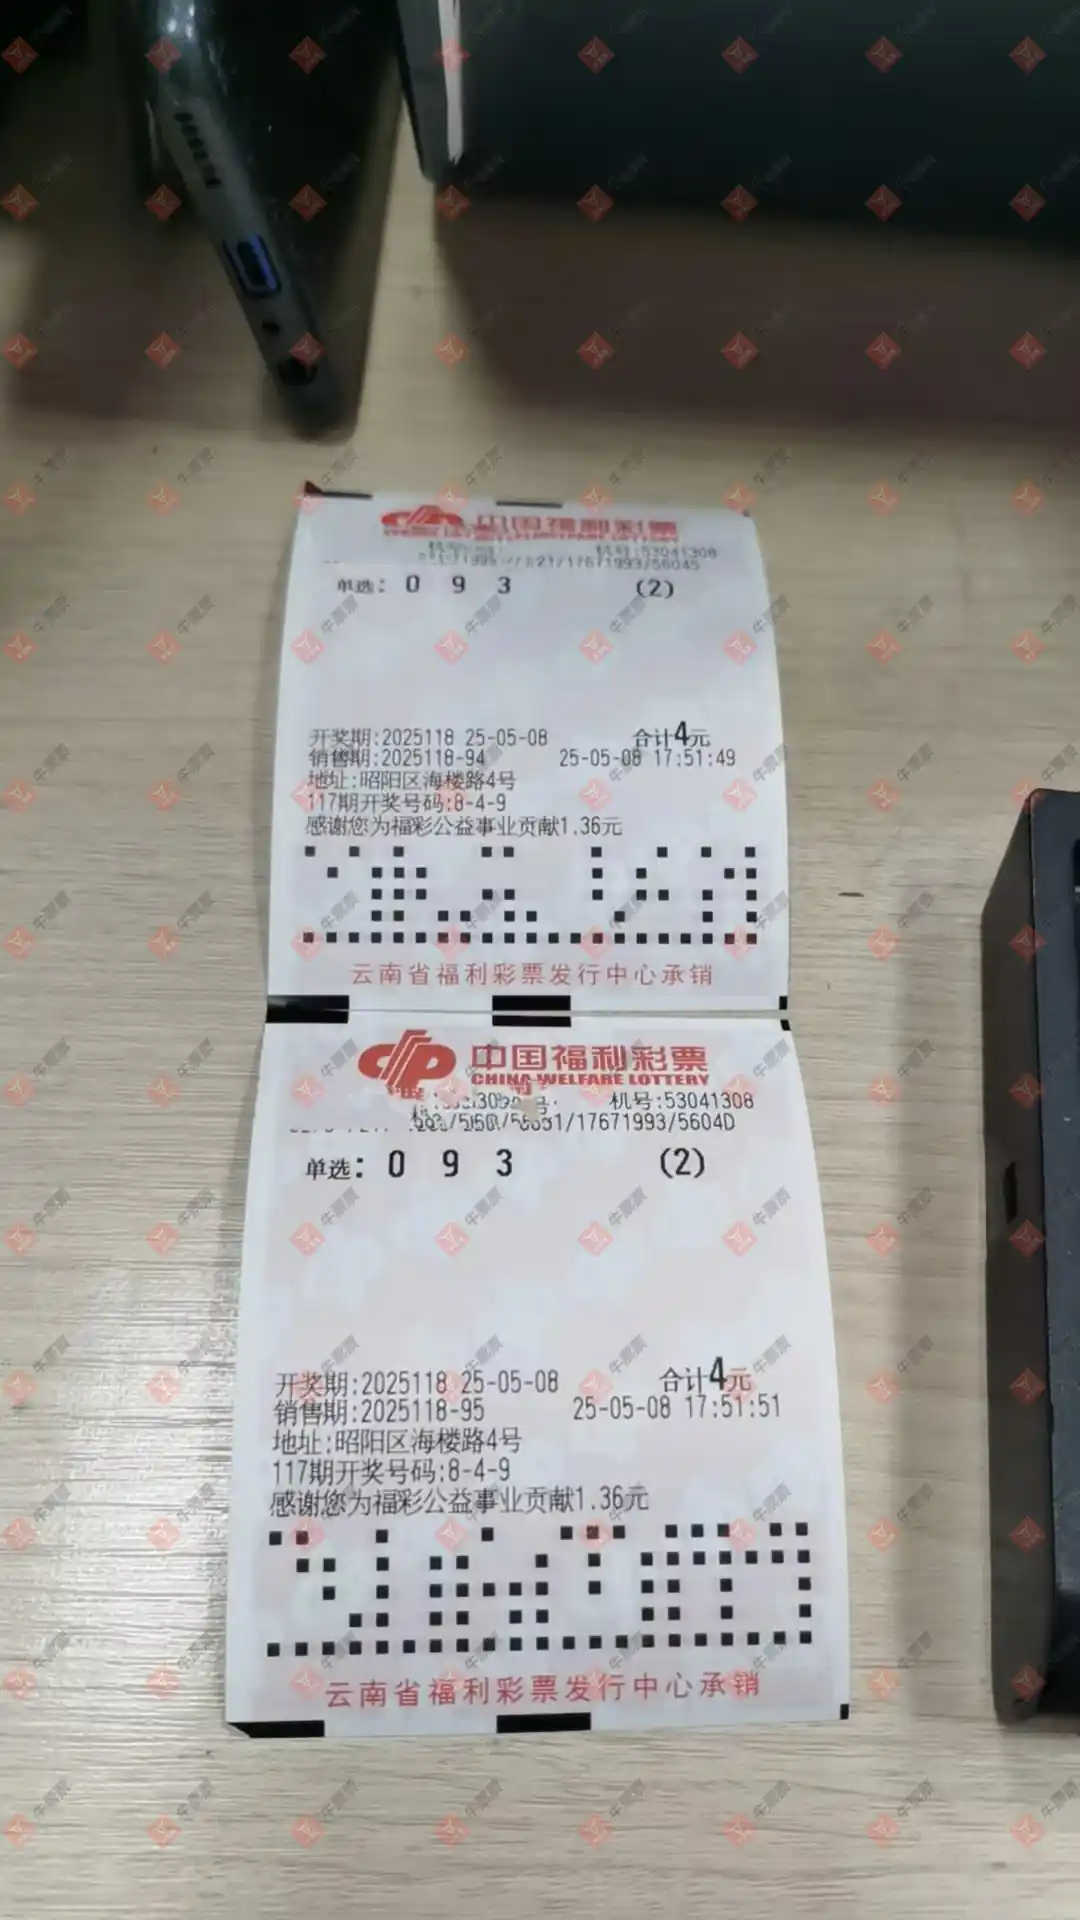 中国福利彩票
机号:53041308
单选: 0 9 3 (2)
开奖期:2025118 25-05-08 合计4元
销售期:2025118-94 25-05-08 17:51:49
地址:昭阳区海楼路4号
117期开奖号码:8-4-9
感谢您为福彩公益事业贡献1.36元
云南省福利彩票发行中心承销
中国福利彩票
CHINA WELFARE LOTTERY
机号:53041308
/17671993/5604D
单选: 0 9 3 (2)
开奖期:2025118 25-05-08 合计4元
销售期:2025118-95 25-05-08 17:51:51
地址:昭阳区海楼路4号
117期开奖号码:8-4-9
感谢您为福彩公益事业贡献1.36元
云南省福利彩票发行中心承销
牛票票